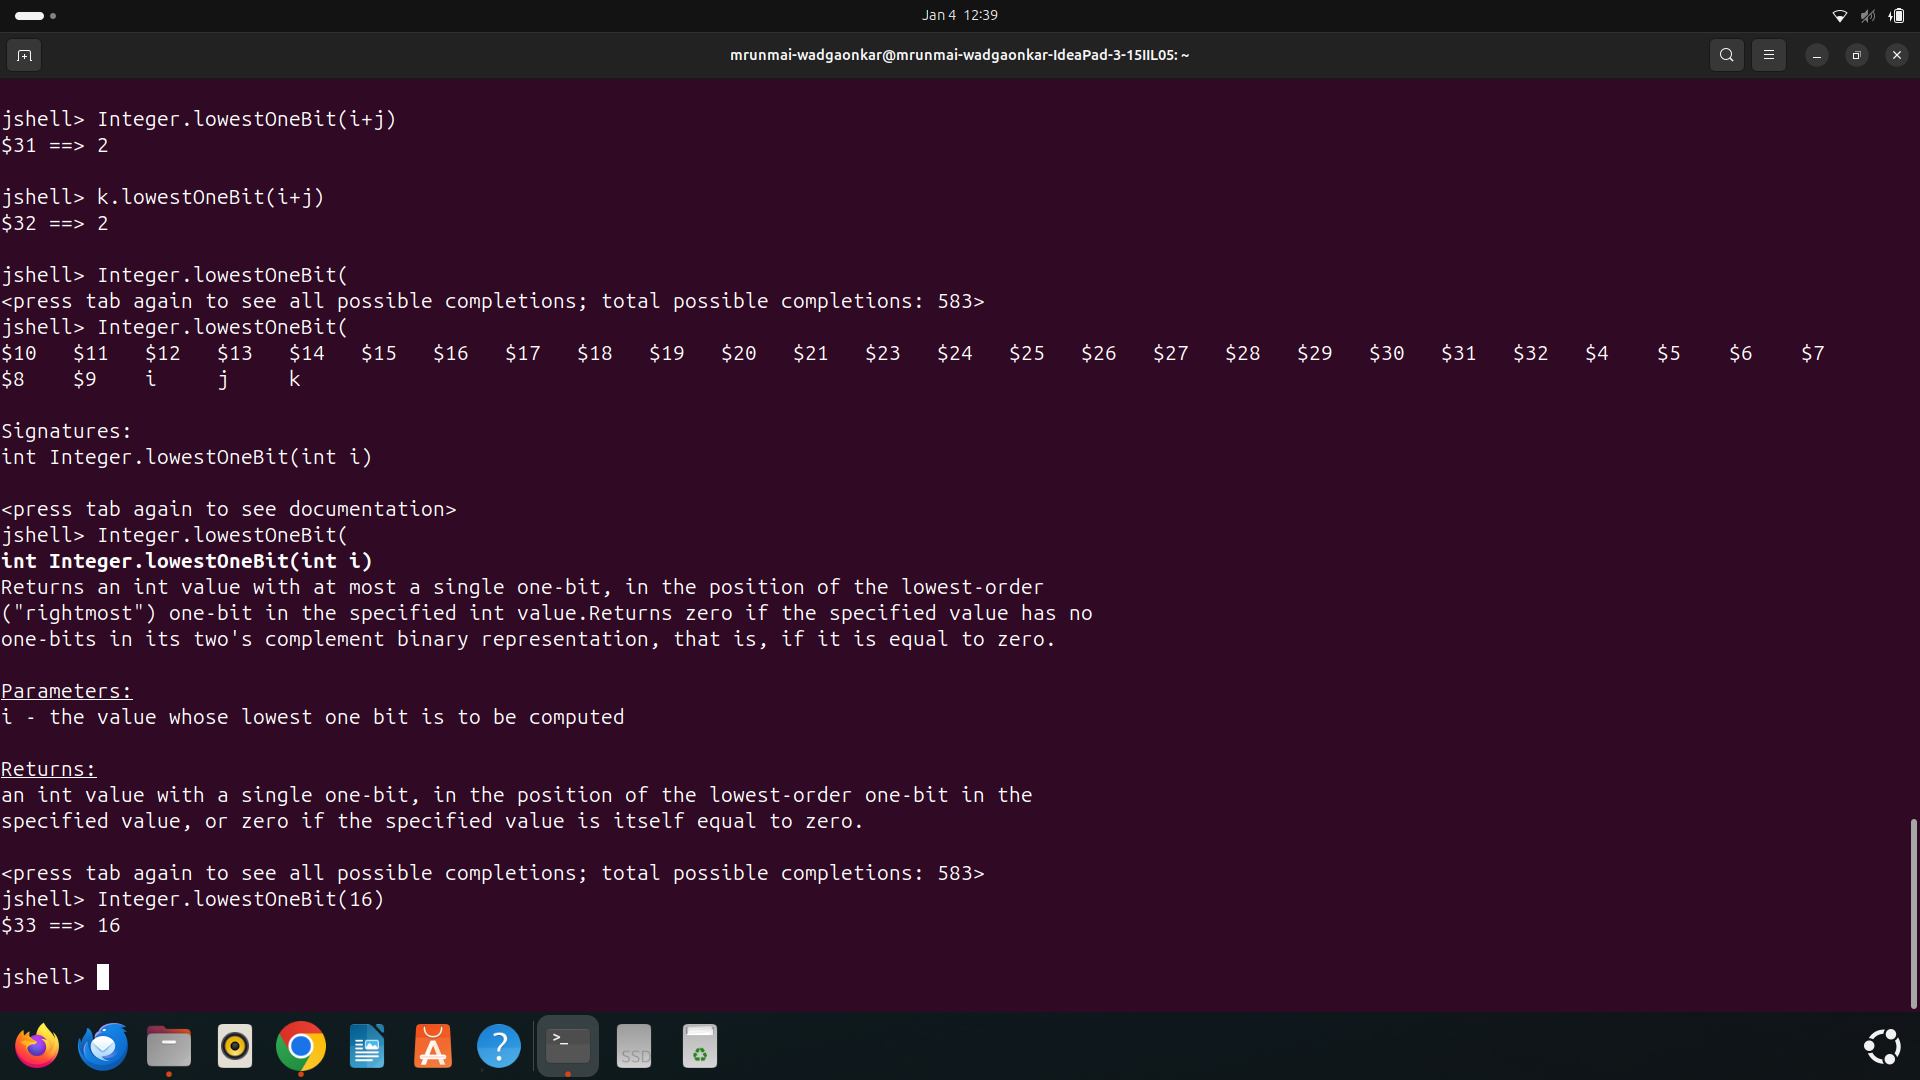 Jan 4 12:39
mrunmai-wadgaonkar@mrunmai-wadgaonkar-IdeaPad-3-15IIL05: ~
jshell> Integer.lowestOneBit(i+j)
$31 ==> 2
jshell> k.lowestOneBit(i+j)
$32 ==> 2
jshell> Integer.lowestOneBit(
<press tab again to see all possible completions; total possible completions: 583>
jshell> Integer.lowestOneBit(
$10 $11 $12 $13 $14 $15 $16 $17 $18 $19 $20 $21 $23 $24 $25 $26 $27 $28 $29 $30 $31 $32 $4 $5 $6 $7
$8 $9 i j k
Signatures:
int Integer.lowestOneBit(int i)
<press tab again to see documentation>
jshell> Integer.lowestOneBit(
int Integer.lowestOneBit(int i)
Returns an int value with at most a single one-bit, in the position of the lowest-order
("rightmost") one-bit in the specified int value.Returns zero if the specified value has no
one-bits in its two's complement binary representation, that is, if it is equal to zero.
Parameters:
i - the value whose lowest one bit is to be computed
Returns:
an int value with a single one-bit, in the position of the lowest-order one-bit in the
specified value, or zero if the specified value is itself equal to zero.
<press tab again to see all possible completions; total possible completions: 583>
jshell> Integer.lowestOneBit(16)
$33 ==> 16
jshell>
SSD